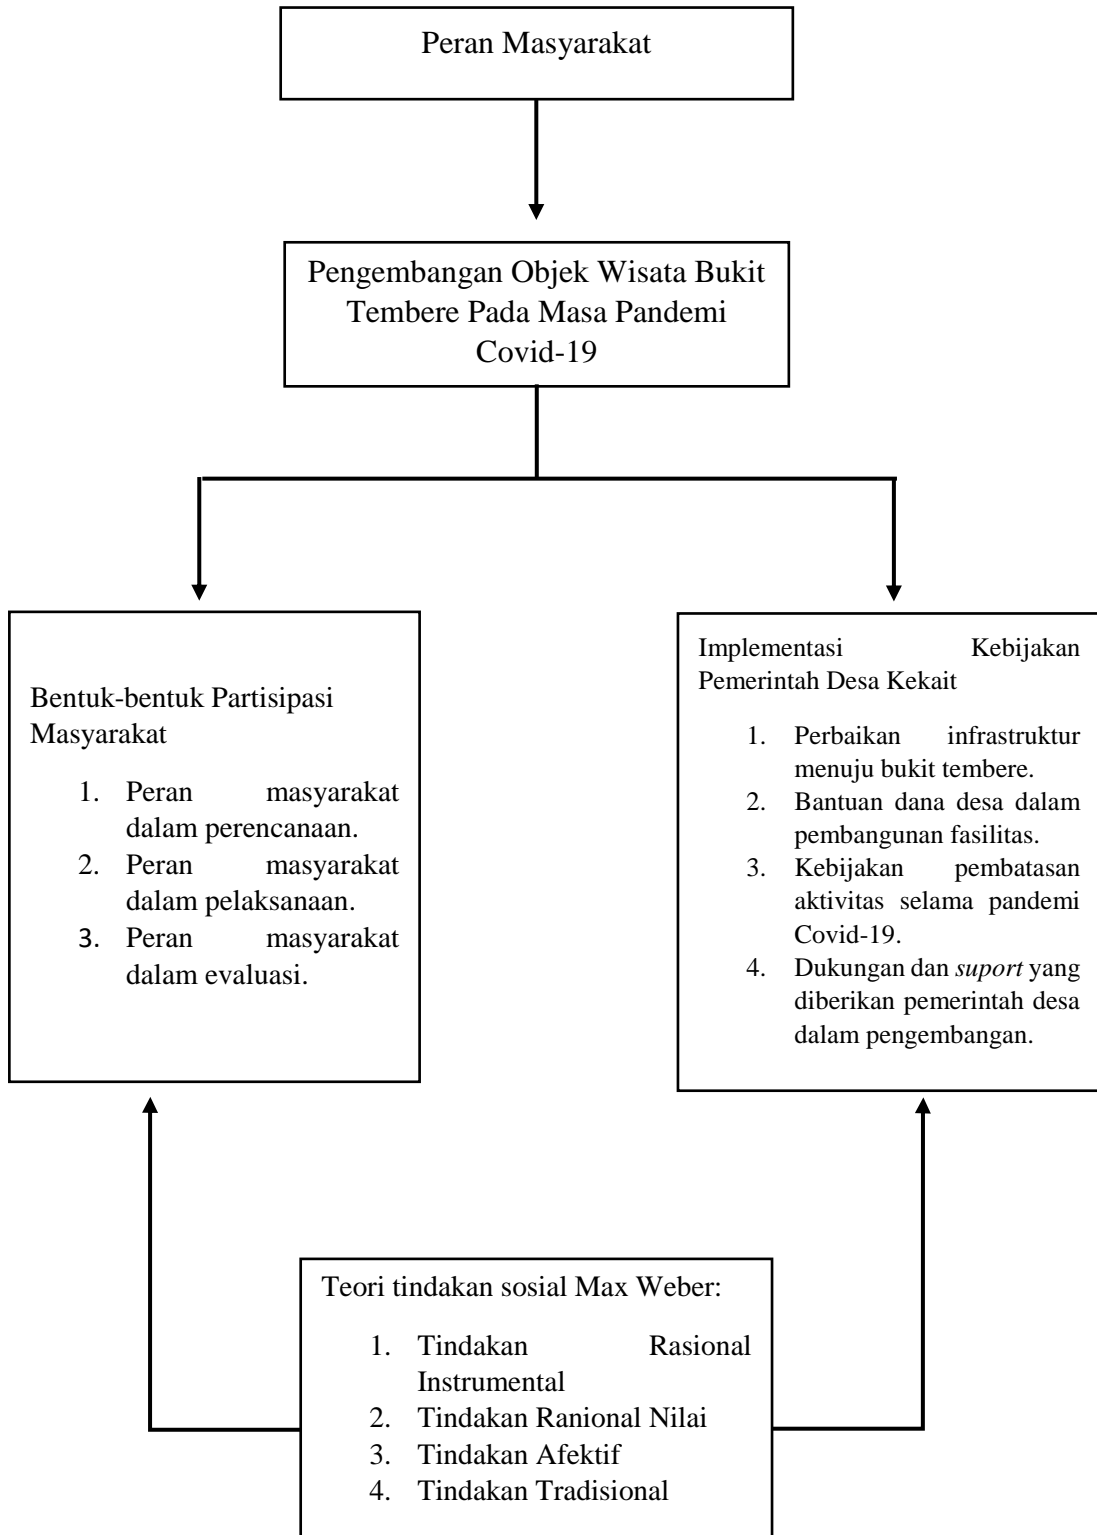 Peran Masyarakat
Pengembangan Objek Wisata Bukit
Tembere Pada Masa Pandemi
Covid-19
Bentuk-bentuk Partisipasi
Masyarakat
1. Peran masyarakat
dalam perencanaan.
2. Peran masyarakat
dalam pelaksanaan.
3. Peran masyarakat
dalam evaluasi.
Implementasi Kebijakan
Pemerintah Desa Kekait
1. Perbaikan infrastruktur
menuju bukit tembere.
2. Bantuan dana desa dalam
pembangunan fasilitas.
3. Kebijakan pembatasan
aktivitas selama pandemi
Covid-19.
4. Dukungan dan suport yang
diberikan pemerintah desa
dalam pengembangan.
Teori tindakan sosial Max Weber:
1. Tindakan Rasional
Instrumental
2. Tindakan Ranional Nilai
3. Tindakan Afektif
4. Tindakan Tradisional